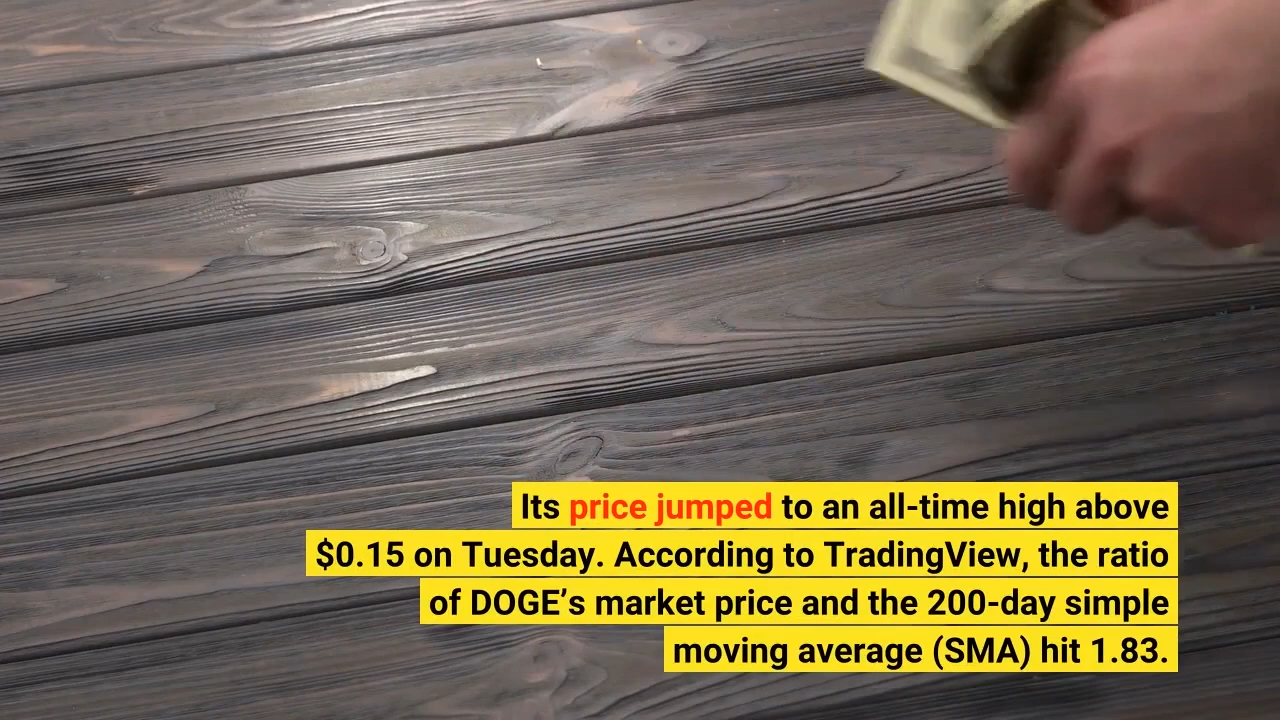 Its price jumped to an all-time high above
$0.15 on Tuesday. According to TradingView, the ratio
of DOGE’s market price and the 200-day simple
moving average (SMA) hit 1.83.